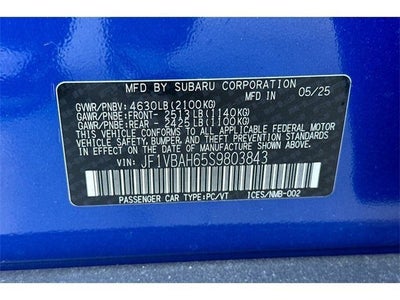 MFD BY SUBARU CORPORATION
MFD IN 05/25
GVWR/PNBV: 4630LB(2100KG)
GAWR/PNBE:FRONT- 2513LB(1140KG)
GAWR/PNBE:REAR - 2425LB(1100KG)
THIS VEHICLE CONFORMS TO ALL APPLICABLE FEDERAL MOTOR
VEHICLE SAFETY, BUMPER, AND THEFT PREVENTION STANDARDS
IN EFFECT ON THE DATE OF MANUFACTURE SHOWN ABOVE.
VIN: JF1VBAH65S9803843
PASSENGER CAR TYPE:PC/VT ICES/NMB-002